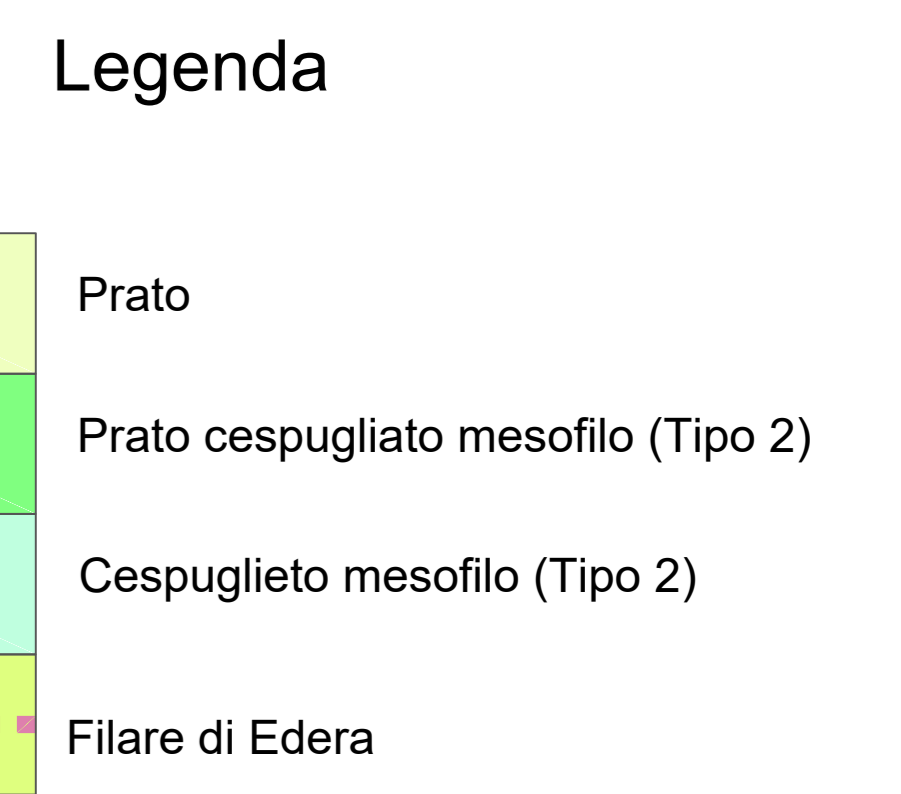 Legenda
Prato
Prato cespugliato mesofilo (Tipo 2)
Cespuglieto mesofilo (Tipo 2)
Filare di Edera